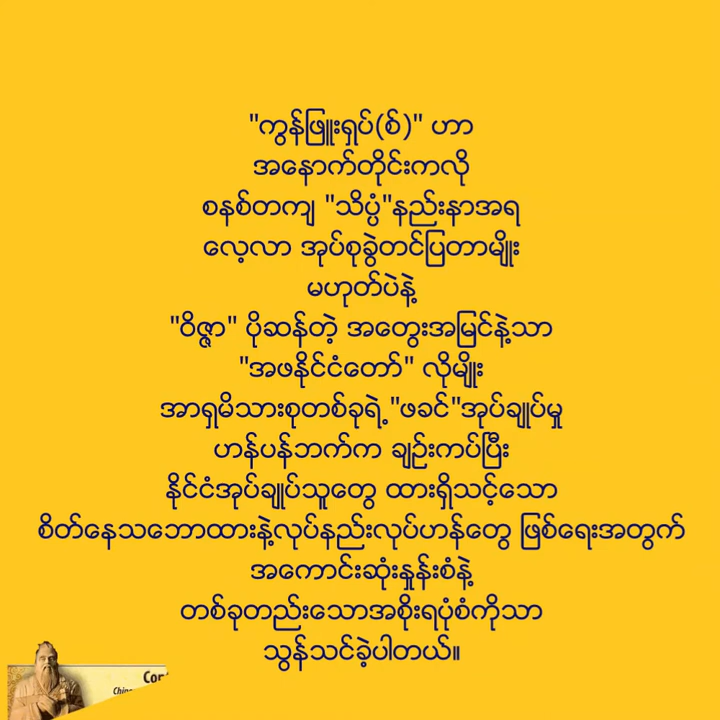 "ကွန်ဖြူးရှပ်(စ်)" ဟာ
အနောက်တိုင်းကလို
စနစ်တကျ "သိပ္ပံ"နည်းနာအရ
လေ့လာ အုပ်စုခွဲတင်ပြတာမျိုး
မဟုတ်ပဲနဲ့
"ဝိဇ္ဇာ" ပိုဆန်တဲ့ အတွေးအမြင်နဲ့သာ
"အဖနိုင်ငံတော်" လိုမျိုး
အာရှမိသားစုတစ်ခုရဲ့ "ဖခင်"အုပ်ချုပ်မှု
ဟန်ပန်ဘက်က ချဉ်းကပ်ပြီး
နိုင်ငံအုပ်ချုပ်သူတွေ ထားရှိသင့်သော
စိတ်နေသဘောထားနဲ့လုပ်နည်းလုပ်ဟန်တွေ ဖြစ်ရေးအတွက်
အကောင်းဆုံးနှုန်းစံနဲ့
တစ်ခုတည်းသောအစိုးရပုံစံကိုသာ
သွန်သင်ခဲ့ပါတယ်။